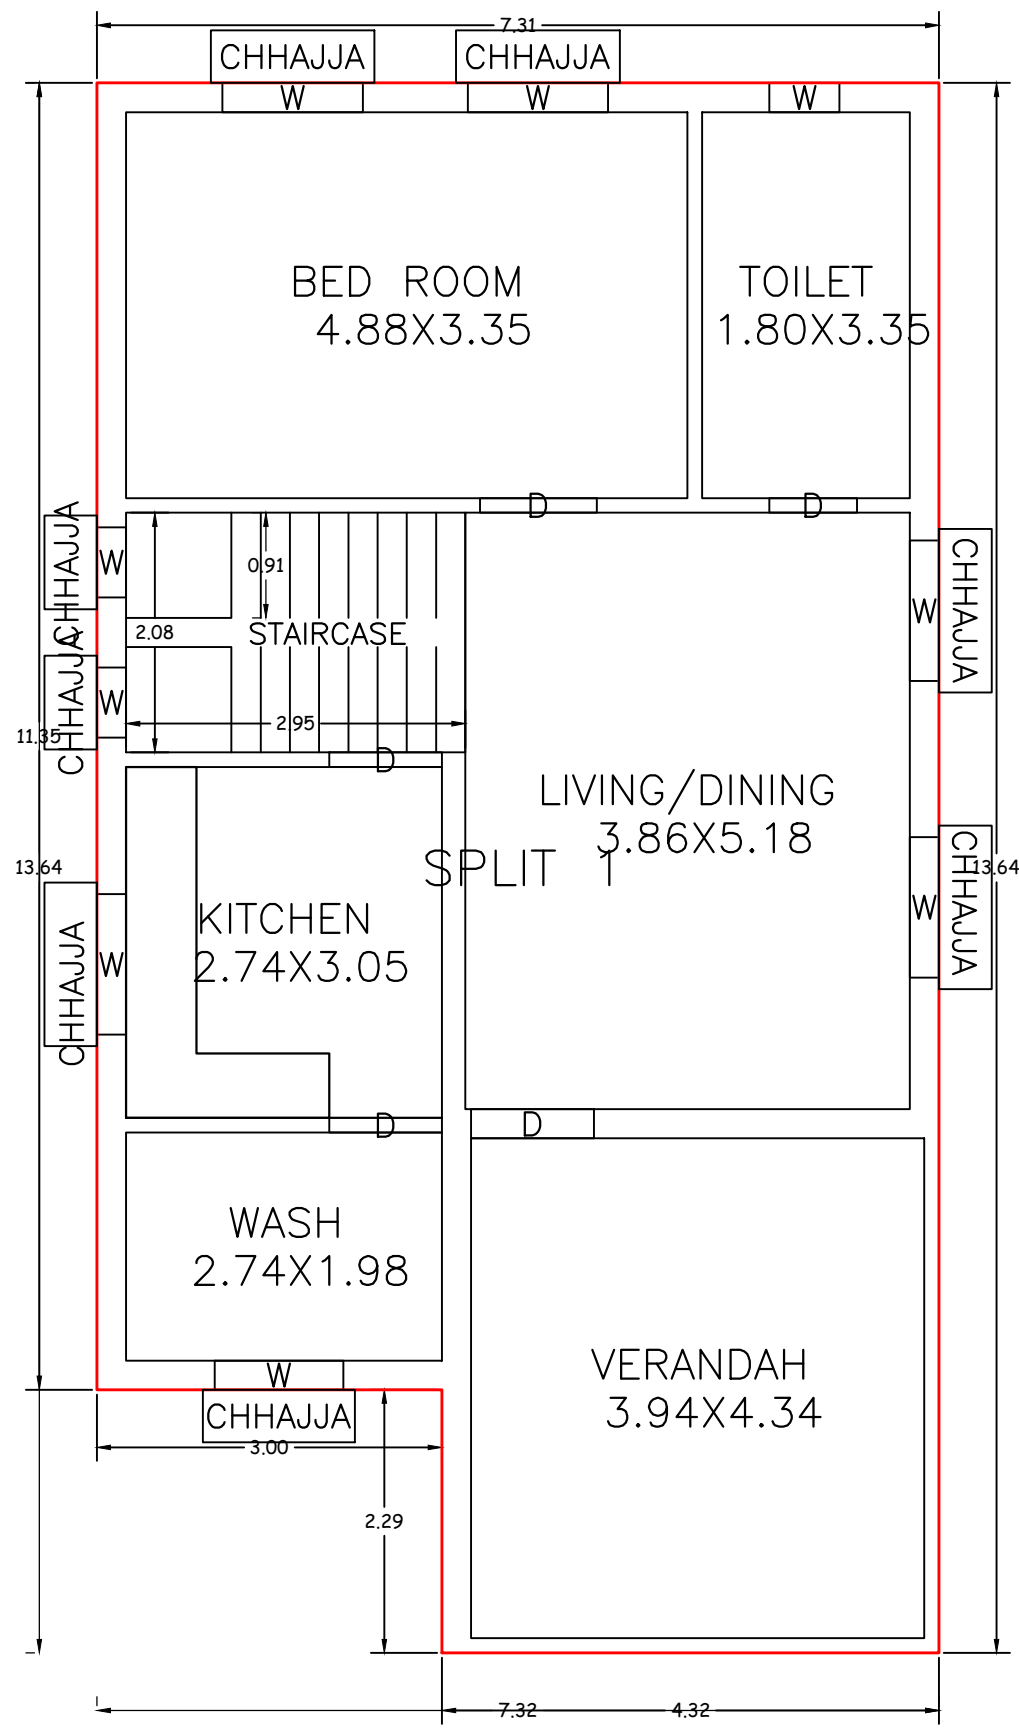 7.31
CHHAJJA CHHAJJA
W W W
BED ROOM
4.88X3.35
TOILET
1.80X3.35
D D
CHHAJJA
W
0.91
2.08
STAIRCASE
CHHAJJA
W
2.95
11.35
CHHAJJA
W
D
LIVING/DINING
3.86X5.18
SPLIT 1
13.64
13.64
CHHAJJA
W
KITCHEN
2.74X3.05
CHHAJJA
W
D D
WASH
2.74X1.98
W
CHHAJJA
3.00
VERANDAH
3.94X4.34
2.29
7.32 4.32